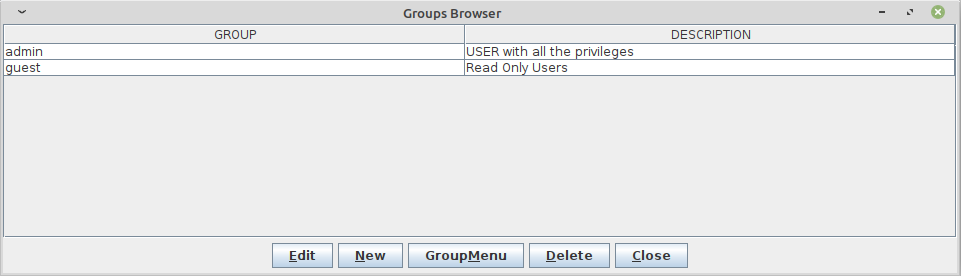 Groups Browser
GROUP DESCRIPTION
admin USER with all the privileges
guest Read Only Users
Edit New GroupMenu Delete Close